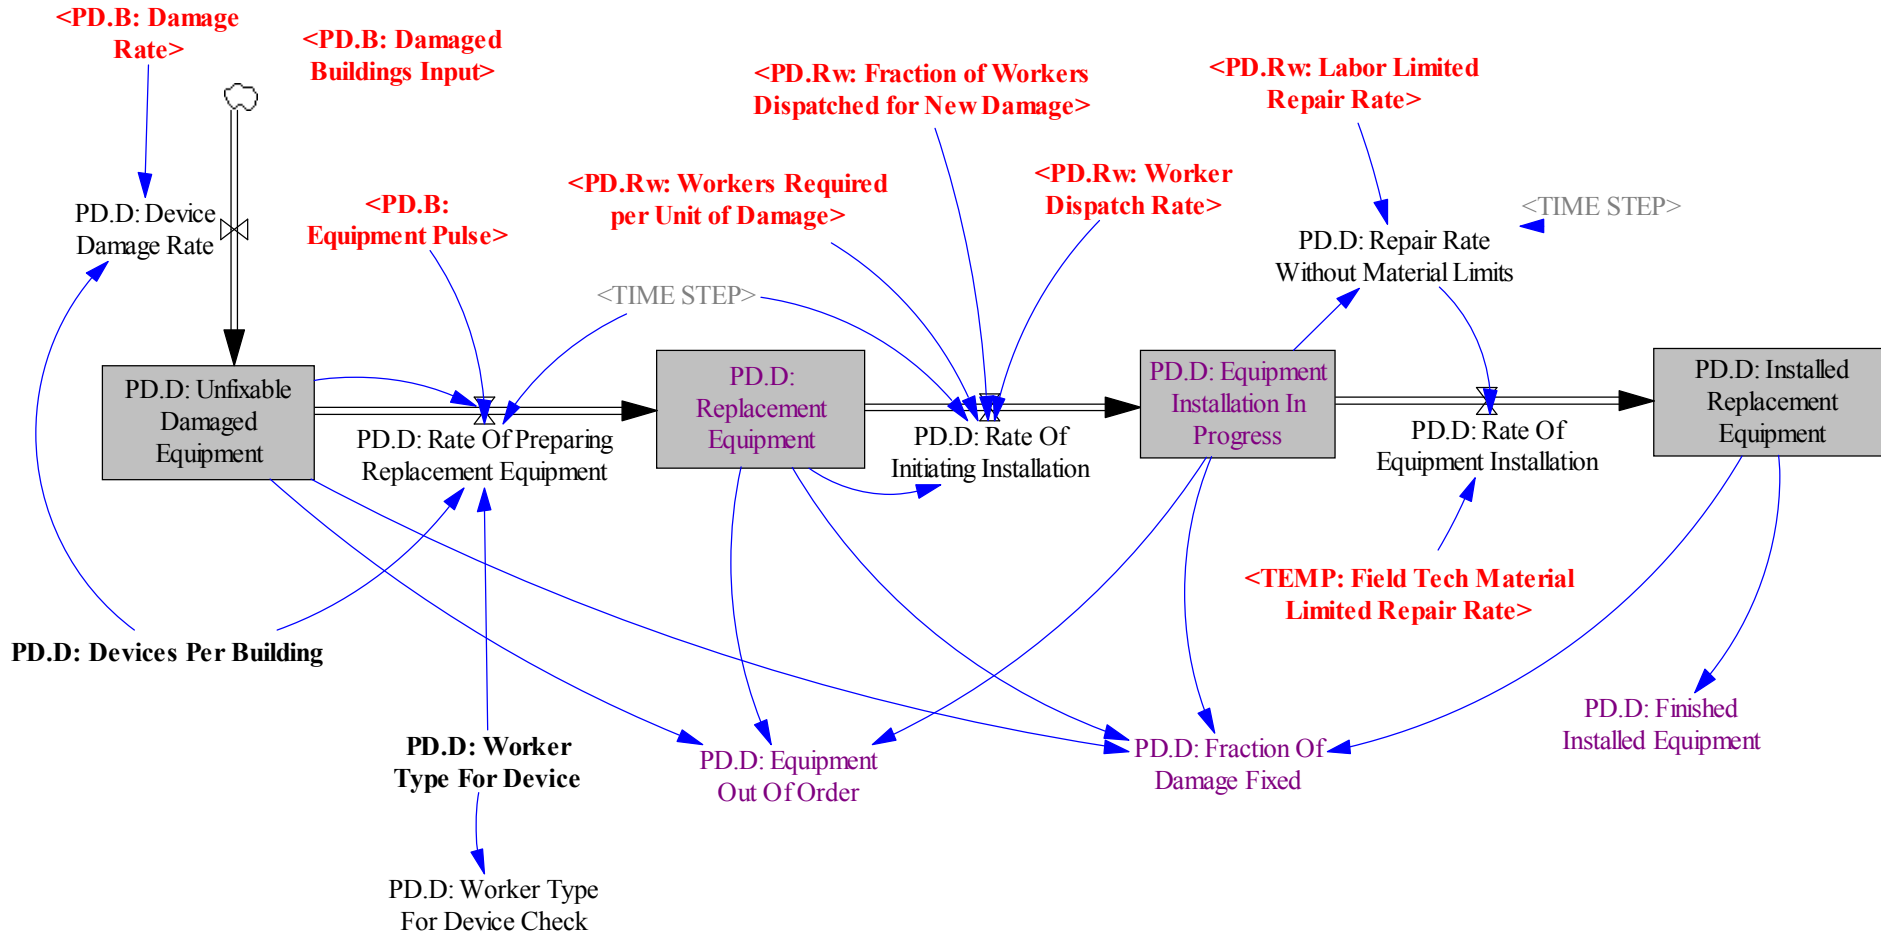 <PD.B: Damage
Rate>
<PD.B: Damaged
Buildings Input>
<PD.Rw: Fraction of Workers
Dispatched for New Damage>
<PD.Rw: Labor Limited
Repair Rate>
<PD.Rw: Workers Required
per Unit of Damage>
<PD.Rw: Worker
Dispatch Rate>
<PD.B:
Equipment Pulse>
PD.D: Device
Damage Rate
<TIME STEP>
PD.D: Repair Rate
Without Material Limits
<TIME STEP>
PD.D: Unfixable
Damaged
Equipment
PD.D: Rate Of Preparing
Replacement Equipment
PD.D:
Replacement
Equipment
PD.D: Rate Of
Initiating Installation
PD.D: Equipment
Installation In
Progress
PD.D: Rate Of
Equipment Installation
PD.D: Installed
Replacement
Equipment
<TEMP: Field Tech Material
Limited Repair Rate>
PD.D: Devices Per Building
PD.D: Worker
Type For Device
PD.D: Equipment
Out Of Order
PD.D: Fraction Of
Damage Fixed
PD.D: Finished
Installed Equipment
PD.D: Worker Type
For Device Check